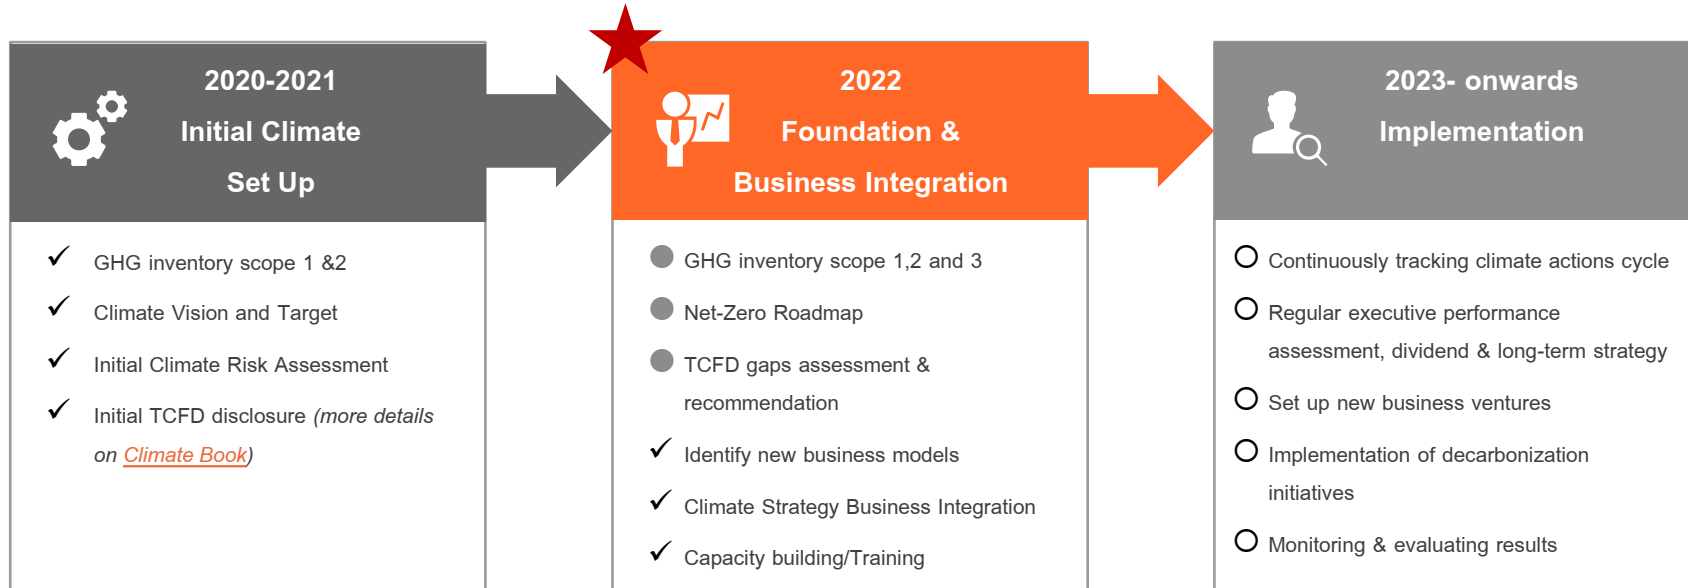 2020-2021
Initial Climate
Set Up
GHG inventory scope 1 &2
Climate Vision and Target
Initial Climate Risk Assessment
Initial TCFD disclosure (more details
on Climate Book)
2022
Foundation &
Business Integration
GHG inventory scope 1,2 and 3
Net-Zero Roadmap
TCFD gaps assessment &
recommendation
Identify new business models
Climate Strategy Business Integration
Capacity building/Training
2023- onwards
Implementation
Continuously tracking climate actions cycle
Regular executive performance
assessment, dividend & long-term strategy
Set up new business ventures
Implementation of decarbonization
initiatives
Monitoring & evaluating results